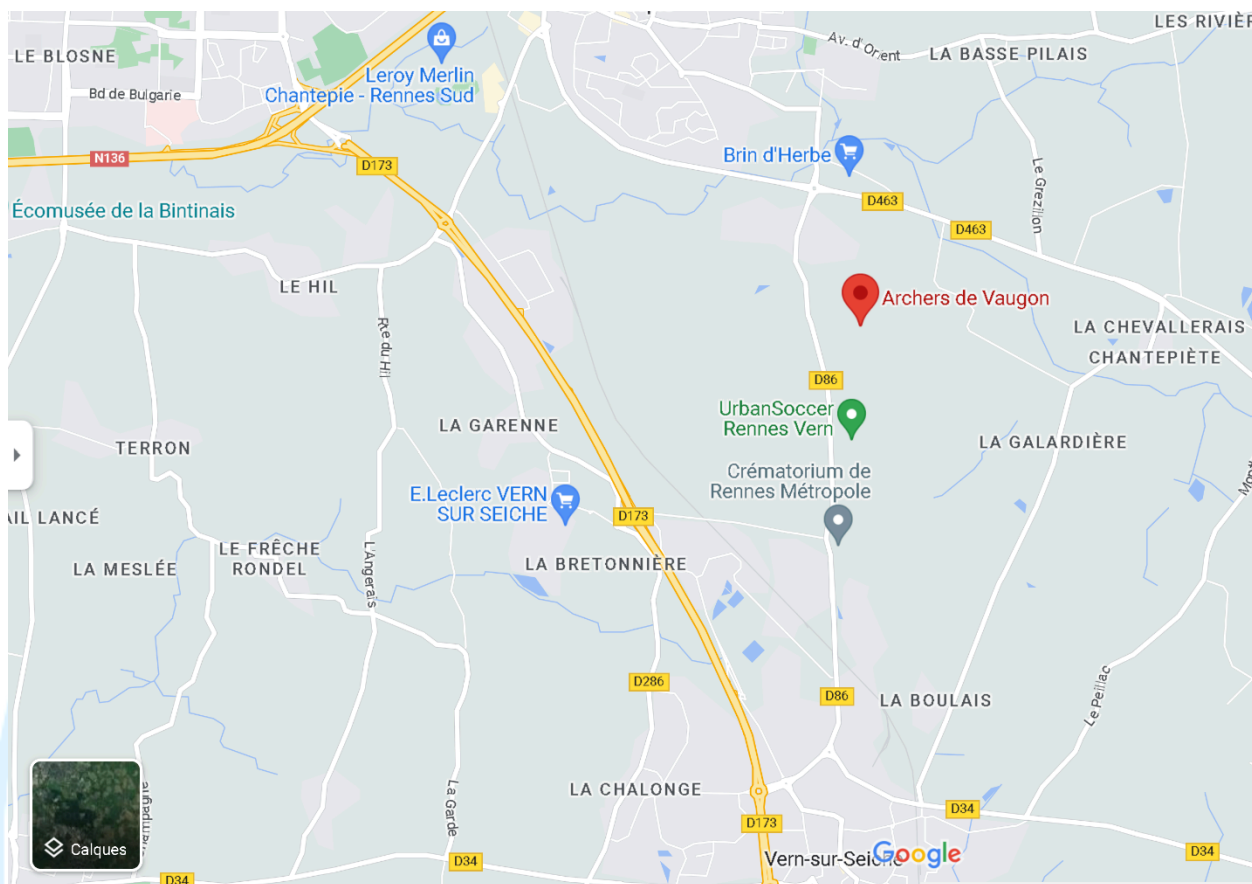 LES RIVIÈR
LE BLOSNE
Av. d'Orient
LA BASSE PILAIS
Leroy Merlin
Chantepie - Rennes Sud
Bd de Bulgarie
N136
D173
Brin d'Herbe
Le Grezillon
D463
D463
Écomusée de la Bintinais
LE HIL
Rte du Hil
Archers de Vaugon
LA CHEVALLERAIS
CHANTEPIÈTE
D86
UrbanSoccer
Rennes Vern
LA GARENNE
TERRON
LA GALARDIÈRE
Crématorium de
Rennes Métropole
E.Leclerc VERN
SUR SEICHE
D173
AIL LANCÉ
LE FRÊCHE
RONDEL
LA MESLÉE
L'Angerais
LA BRETONNIÈRE
D286
D86
LA BOULAIS
Le Peillac
LA CHALONGE
La Garde
D34
D173
Calques
Vern-sur-Seiche
Google
D34
D34
D34